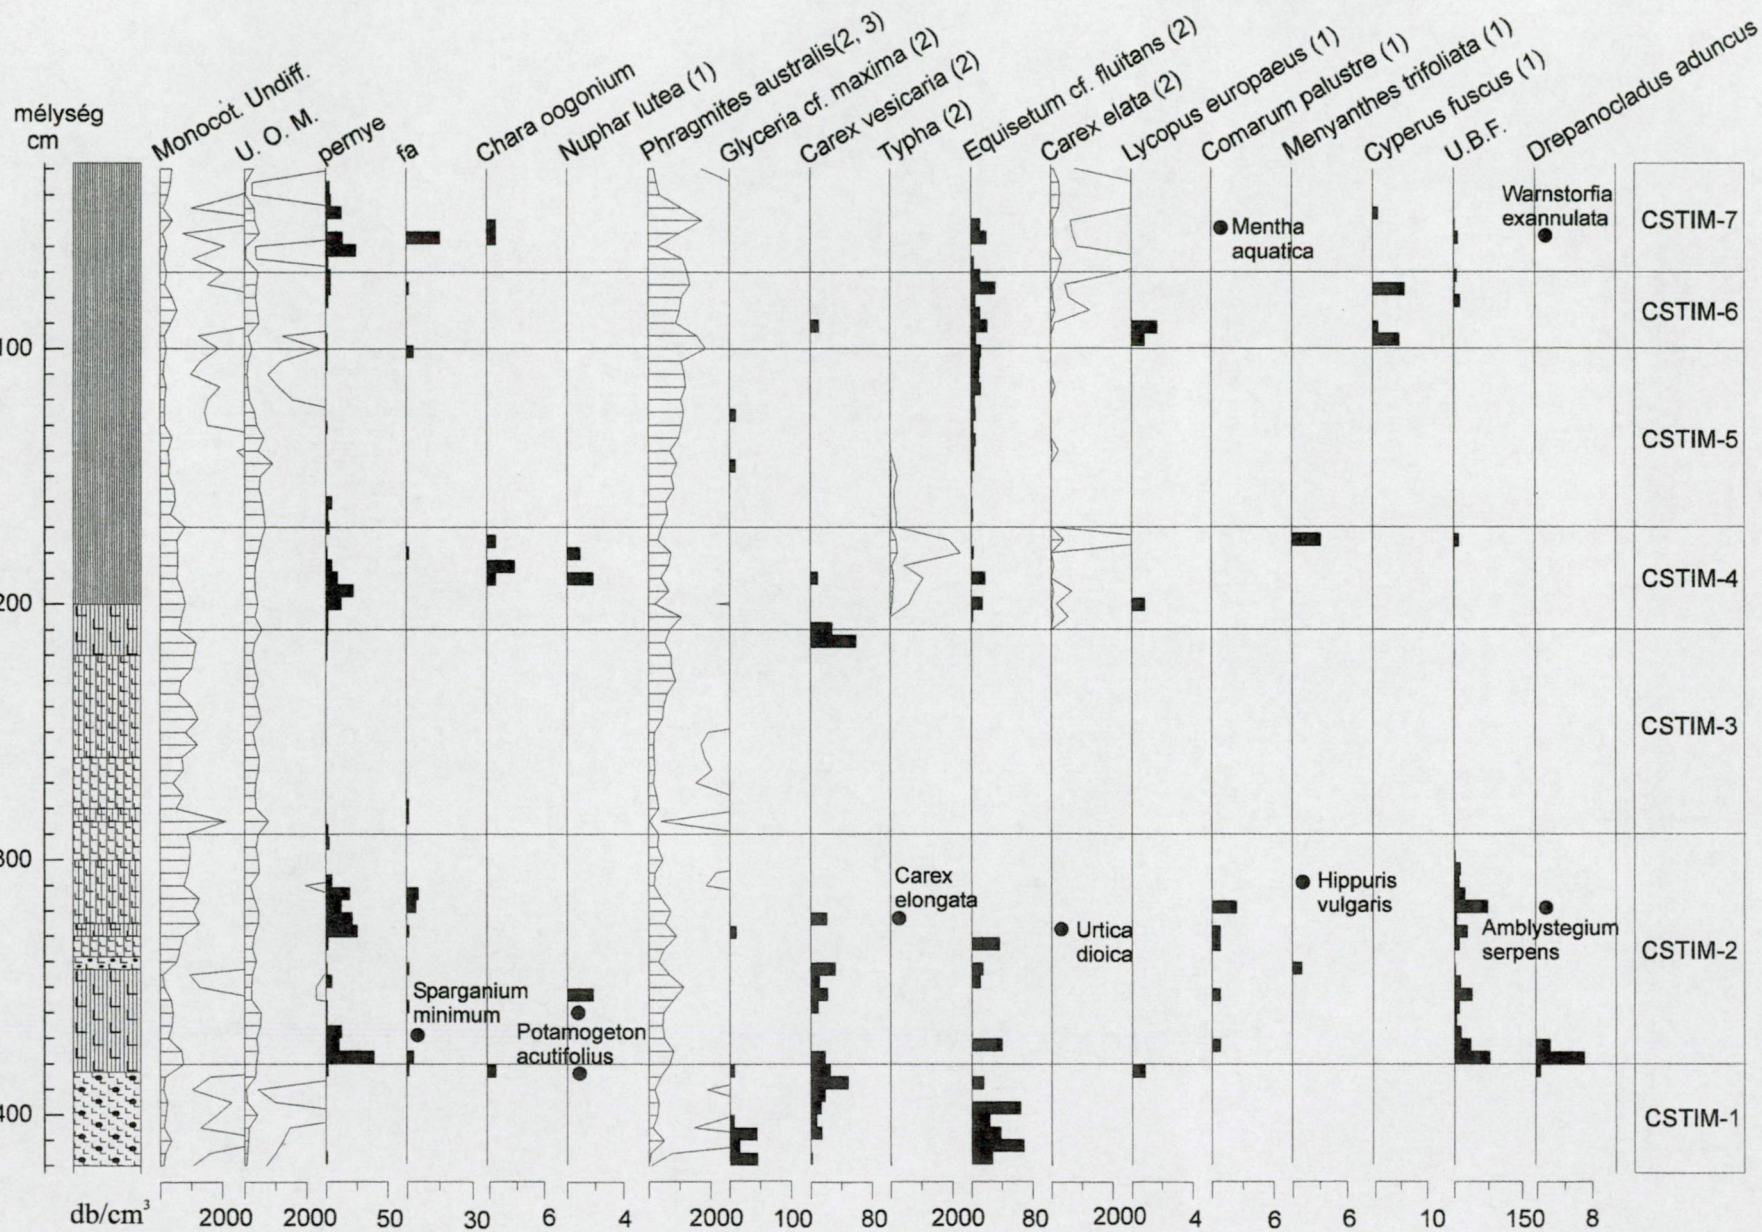 mélység
cm
Monocot. Undiff.
U. O. M.
pernye
fa
Chara oogonium
Nuphar lutea (1)
Phragmites australis(2, 3)
Glyceria cf. maxima (2)
Carex vesicaria (2)
Typha (2)
Equisetum cf. fluitans (2)
Carex elata (2)
Lycopus europaeus (1)
Comarum palustre (1)
Menyanthes trifoliata (1)
Cyperus fuscus (1)
U.B.F.
Drepanocladus aduncus
Warnstorfia
exannulata
CSTIM-7
Mentha
aquatica
CSTIM-6
100
CSTIM-5
CSTIM-4
200
CSTIM-3
300
Carex
elongata
Hippuris
vulgaris
Urtica
dioica
Amblystegium
serpens
CSTIM-2
Sparganium
minimum
Potamogeton
acutifolius
400
CSTIM-1
db/cm³ 2000 2000 50 30 6 4 2000 100 80 2000 80 2000 4 6 6 10 150 8